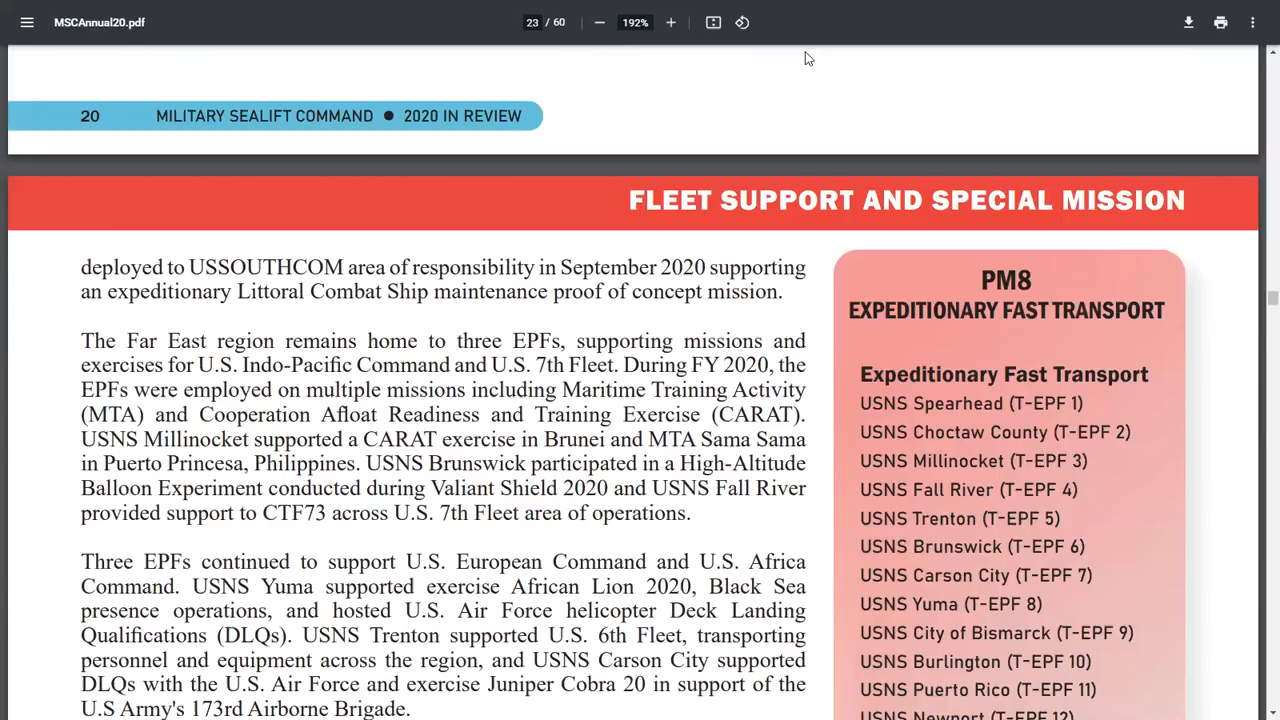 MSCAnnual20.pdf
23 / 60
192%
20 MILITARY SEALIFT COMMAND ● 2020 IN REVIEW
FLEET SUPPORT AND SPECIAL MISSION
deployed to USSOUTHCOM area of responsibility in September 2020 supporting
an expeditionary Littoral Combat Ship maintenance proof of concept mission.
The Far East region remains home to three EPFs, supporting missions and
exercises for U.S. Indo-Pacific Command and U.S. 7th Fleet. During FY 2020, the
EPFs were employed on multiple missions including Maritime Training Activity
(MTA) and Cooperation Afloat Readiness and Training Exercise (CARAT).
USNS Millinocket supported a CARAT exercise in Brunei and MTA Sama Sama
in Puerto Princesa, Philippines. USNS Brunswick participated in a High-Altitude
Balloon Experiment conducted during Valiant Shield 2020 and USNS Fall River
provided support to CTF73 across U.S. 7th Fleet area of operations.
Three EPFs continued to support U.S. European Command and U.S. Africa
Command. USNS Yuma supported exercise African Lion 2020, Black Sea
presence operations, and hosted U.S. Air Force helicopter Deck Landing
Qualifications (DLQs). USNS Trenton supported U.S. 6th Fleet, transporting
personnel and equipment across the region, and USNS Carson City supported
DLQs with the U.S. Air Force and exercise Juniper Cobra 20 in support of the
U.S Army's 173rd Airborne Brigade.
PM8
EXPEDITIONARY FAST TRANSPORT
Expeditionary Fast Transport
USNS Spearhead (T-EPF 1)
USNS Choctaw County (T-EPF 2)
USNS Millinocket (T-EPF 3)
USNS Fall River (T-EPF 4)
USNS Trenton (T-EPF 5)
USNS Brunswick (T-EPF 6)
USNS Carson City (T-EPF 7)
USNS Yuma (T-EPF 8)
USNS City of Bismarck (T-EPF 9)
USNS Burlington (T-EPF 10)
USNS Puerto Rico (T-EPF 11)
USNS Newport (T-EPF 12)